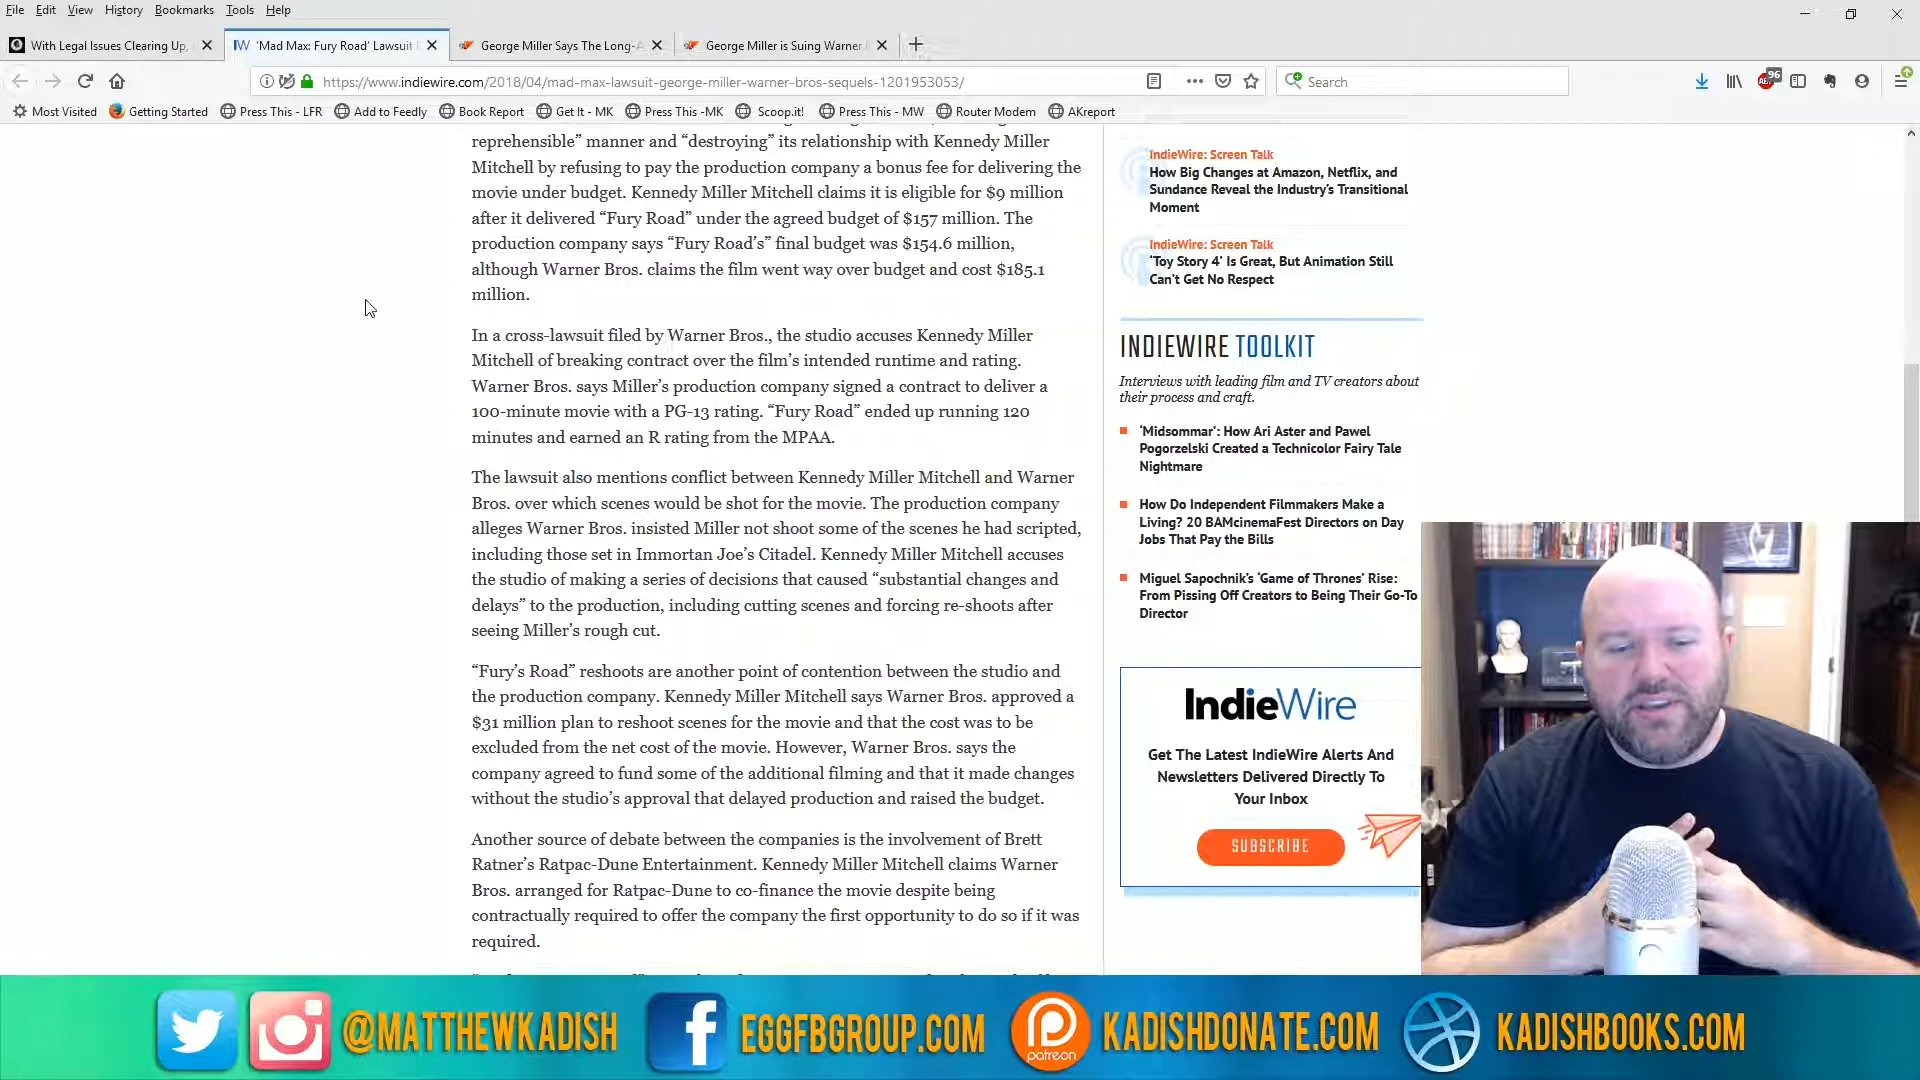 File Edit View History Bookmarks Tools Help
With Legal Issues Clearing Up,
'Mad Max: Fury Road' Lawsuit
George Miller Says The Long-A
George Miller is Suing Warner
https://www.indiewire.com/2018/04/mad-max-lawsuit-george-miller-warner-bros-sequels-1201953053/
Search
96
Most Visited Getting Started Press This - LFR Add to Feedly Book Report Get It - MK Press This -MK Scoop.it! Press This - MW Router Modem AKreport
reprehensible” manner and “destroying” its relationship with Kennedy Miller
Mitchell by refusing to pay the production company a bonus fee for delivering the
movie under budget. Kennedy Miller Mitchell claims it is eligible for $9 million
after it delivered “Fury Road” under the agreed budget of $157 million. The
production company says “Fury Road’s” final budget was $154.6 million,
although Warner Bros. claims the film went way over budget and cost $185.1
million.
In a cross-lawsuit filed by Warner Bros., the studio accuses Kennedy Miller
Mitchell of breaking contract over the film’s intended runtime and rating.
Warner Bros. says Miller’s production company signed a contract to deliver a
100-minute movie with a PG-13 rating. “Fury Road” ended up running 120
minutes and earned an R rating from the MPAA.
The lawsuit also mentions conflict between Kennedy Miller Mitchell and Warner
Bros. over which scenes would be shot for the movie. The production company
alleges Warner Bros. insisted Miller not shoot some of the scenes he had scripted,
including those set in Immortan Joe’s Citadel. Kennedy Miller Mitchell accuses
the studio of making a series of decisions that caused “substantial changes and
delays” to the production, including cutting scenes and forcing re-shoots after
seeing Miller’s rough cut.
“Fury’s Road” reshoots are another point of contention between the studio and
the production company. Kennedy Miller Mitchell says Warner Bros. approved a
$31 million plan to reshoot scenes for the movie and that the cost was to be
excluded from the net cost of the movie. However, Warner Bros. says the
company agreed to fund some of the additional filming and that it made changes
without the studio’s approval that delayed production and raised the budget.
Another source of debate between the companies is the involvement of Brett
Ratner’s Ratpac-Dune Entertainment. Kennedy Miller Mitchell claims Warner
Bros. arranged for Ratpac-Dune to co-finance the movie despite being
contractually required to offer the company the first opportunity to do so if it was
required.
IndieWire: Screen Talk
How Big Changes at Amazon, Netflix, and
Sundance Reveal the Industry’s Transitional
Moment
IndieWire: Screen Talk
‘Toy Story 4’ Is Great, But Animation Still
Can’t Get No Respect
INDIEWIRE TOOLKIT
Interviews with leading film and TV creators about
their process and craft.
‘Midsommar’: How Ari Aster and Pawel
Pogorzelski Created a Technicolor Fairy Tale
Nightmare
How Do Independent Filmmakers Make a
Living? 20 BAMcinemaFest Directors on Day
Jobs That Pay the Bills
Miguel Sapochnik’s ‘Game of Thrones’ Rise:
From Pissing Off Creators to Being Their Go-To
Director
IndieWire
Get The Latest IndieWire Alerts And
Newsletters Delivered Directly To
Your Inbox
SUBSCRIBE
@MATTHEWKADISH EGGFBGROUP.COM patreon KADISHDONATE.COM KADISHBOOKS.COM